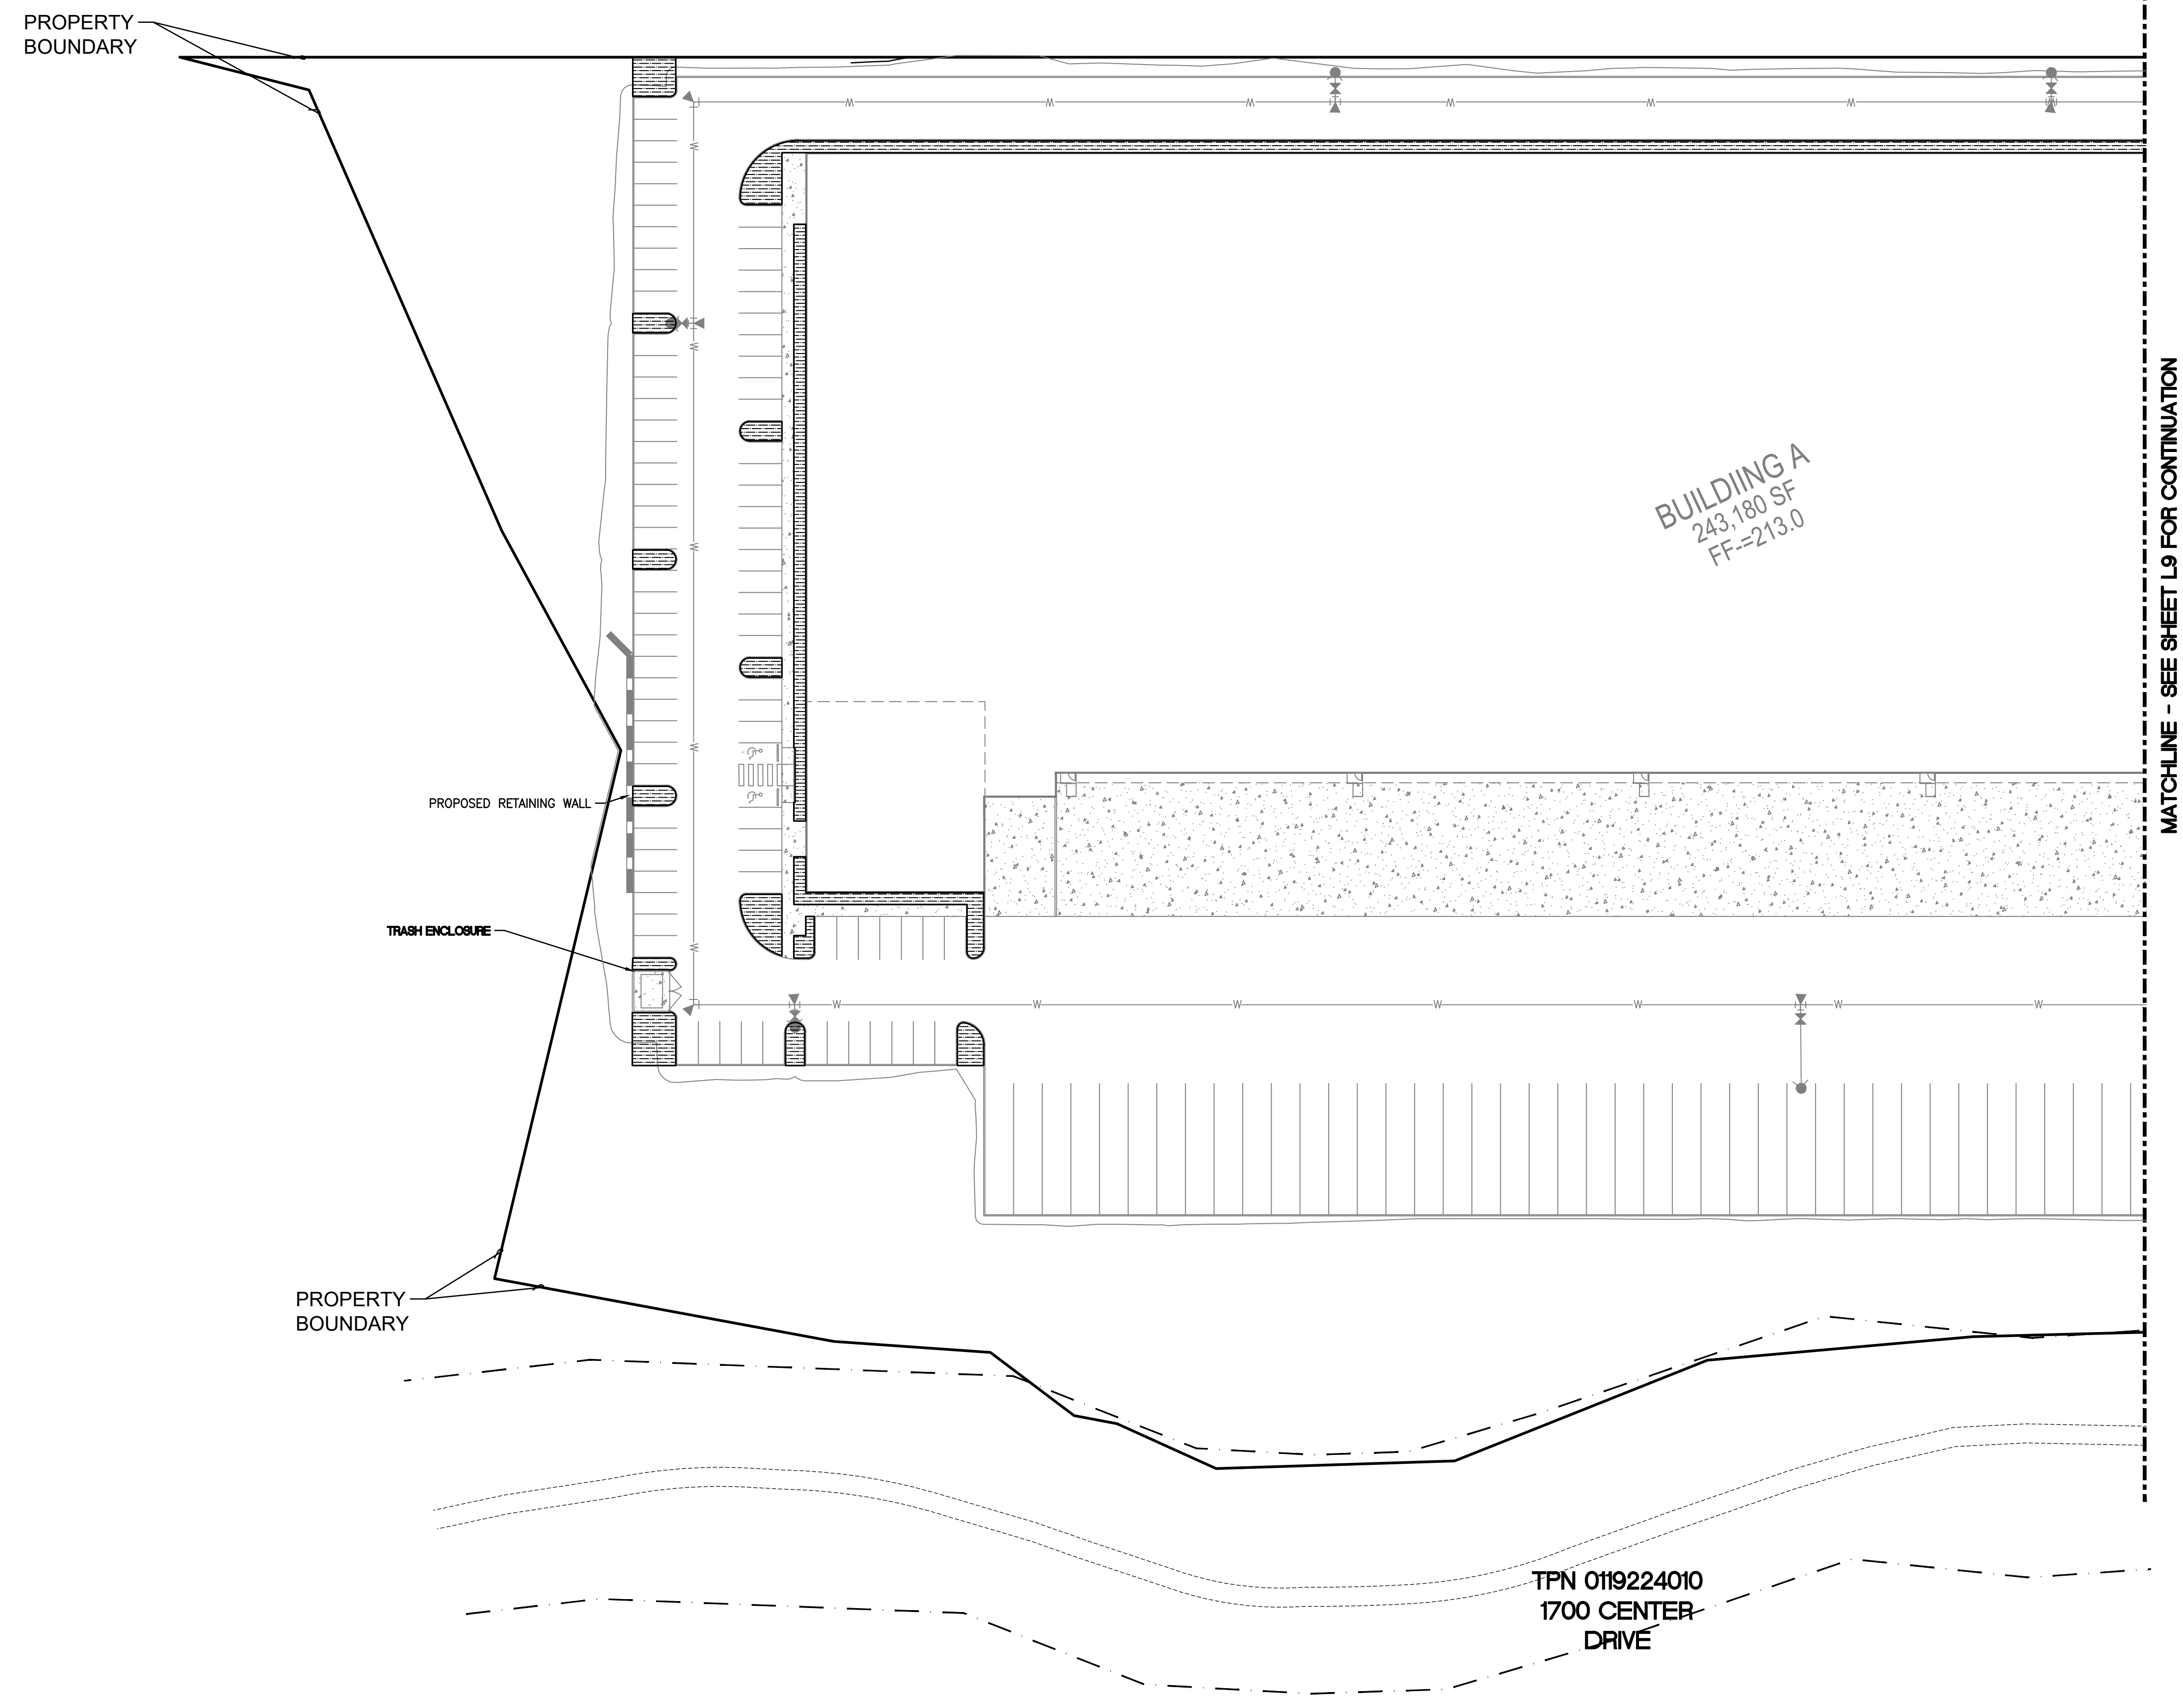 PROPERTY
BOUNDARY
W W W W W W
W
W
BUILDIING A
243,180 SF
FF-=213.0
MATCHLINE - SEE SHEET L9 FOR CONTINUATION
W
W
PROPOSED RETAINING WALL
TRASH ENCLOSURE
W
W W W W W W W
PROPERTY
BOUNDARY
TPN 0119224010
1700 CENTER
DRIVE